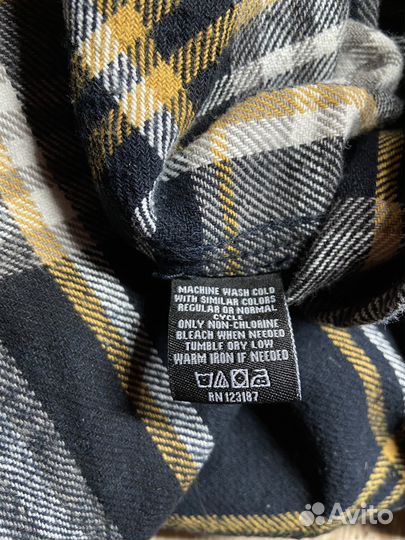 MACHINE WASH COLD
WITH SIMILAR COLORS
REGULAR OR NORMAL
CYCLE
ONLY NON-CHLORINE
BLEACH WHEN NEEDED
TUMBLE DRY LOW
WARM IRON IF NEEDED
RN 123187
Avito